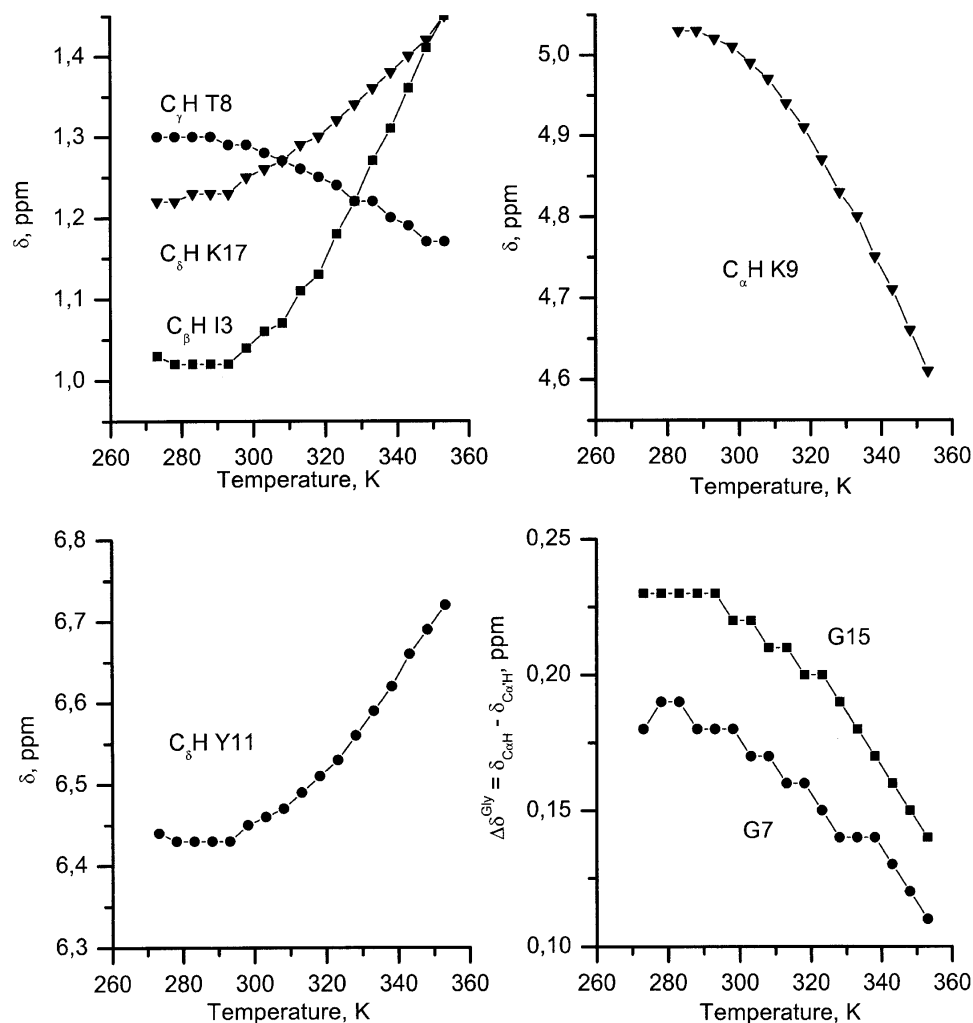 δ, ppm
1,4
1,3
1,2
1,1
1,0
CγH T8
CδH K17
CβH I3
260 280 300 320 340 360
Temperature, K
δ, ppm
5,0
4,9
4,8
4,7
4,6
CαH K9
260 280 300 320 340 360
Temperature, K
δ, ppm
6,8
6,7
6,6
6,5
6,4
6,3
CδH Y11
260 280 300 320 340 360
Temperature, K
Δδ^Gly = δCαH - δCα'H, ppm
0,25
0,20
0,15
0,10
G15
G7
260 280 300 320 340 360
Temperature, K